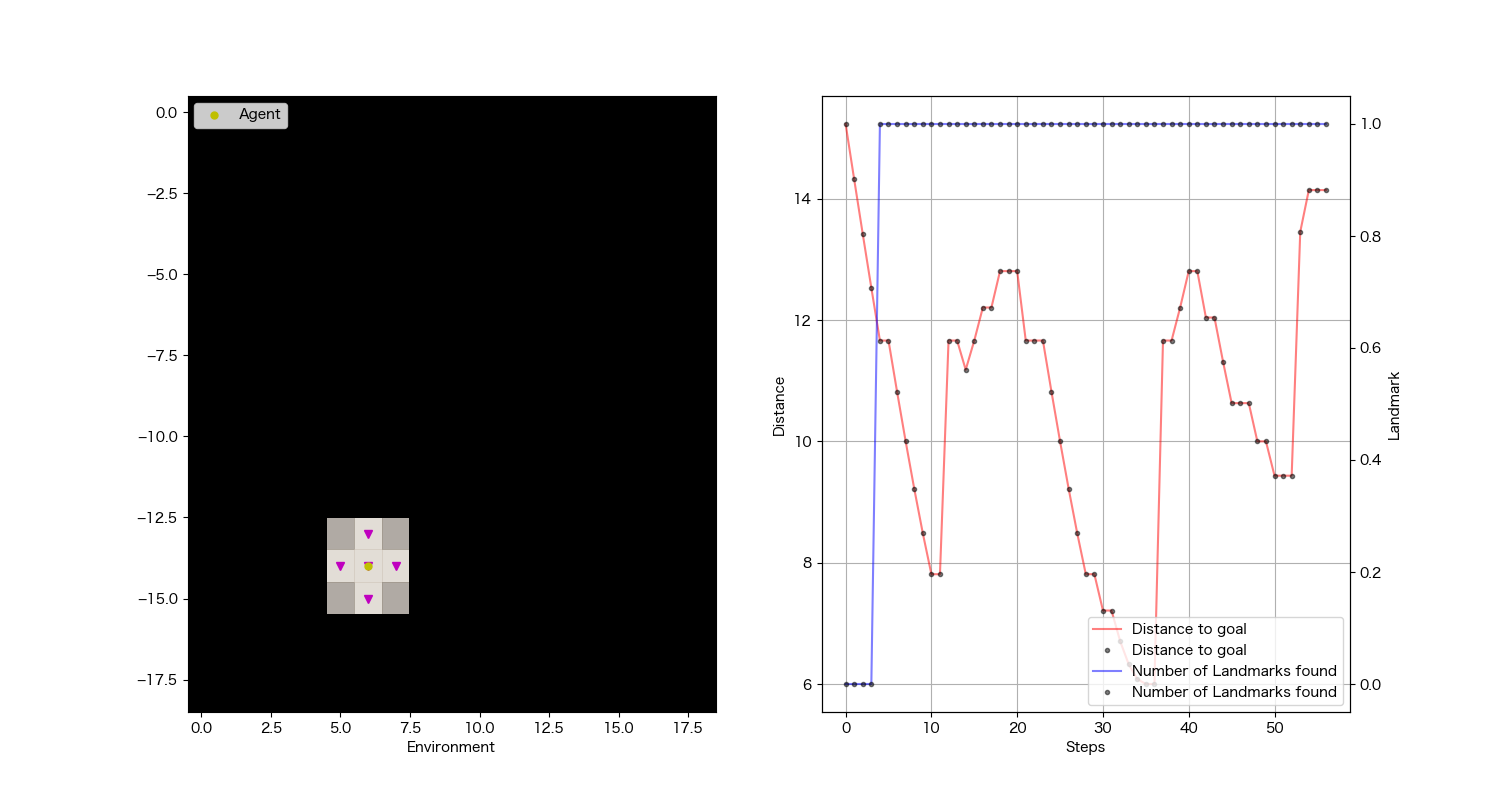 Agent
0.0
−2.5
−5.0
−7.5
−10.0
−12.5
−15.0
−17.5
0.0 2.5 5.0 7.5 10.0 12.5 15.0 17.5
Environment
Distance
14
12
10
8
6
0 10 20 30 40 50
Steps
1.0
0.8
0.6
0.4
0.2
0.0
Landmark
Distance to goal
Distance to goal
Number of Landmarks found
Number of Landmarks found